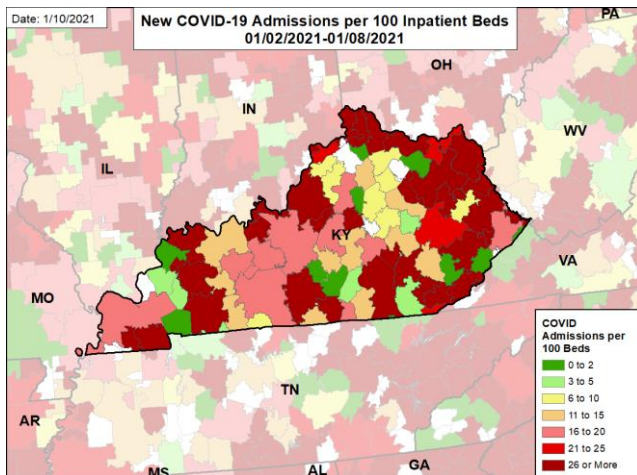 Date: 1/10/2021
New COVID-19 Admissions per 100 Inpatient Beds
01/02/2021-01/08/2021
PA
OH
IN
WV
IL
KY
VA
MO
TN
AR
MS
AL
GA
COVID
Admissions per
100 Beds
0 to 2
3 to 5
6 to 10
11 to 15
16 to 20
21 to 25
26 or More